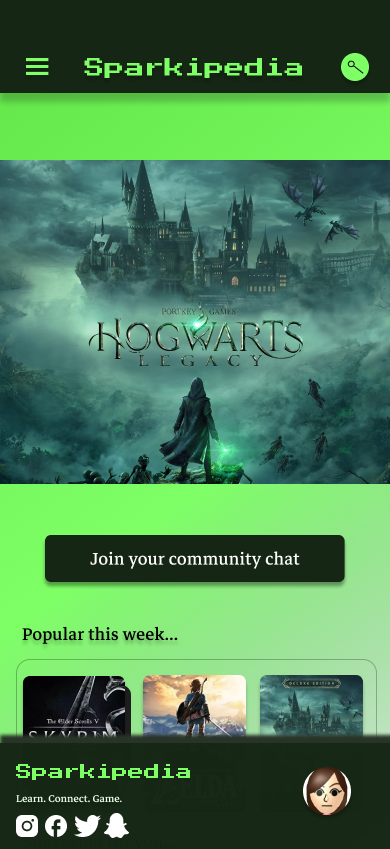 Sparkipedia
PORTKEY GAMES
HOGWARTS
LEGACY
Join your community chat
Popular this week...
The Elder Scrolls V
SKYRIM
DELUXE EDITION
Sparkipedia
Learn. Connect. Game.